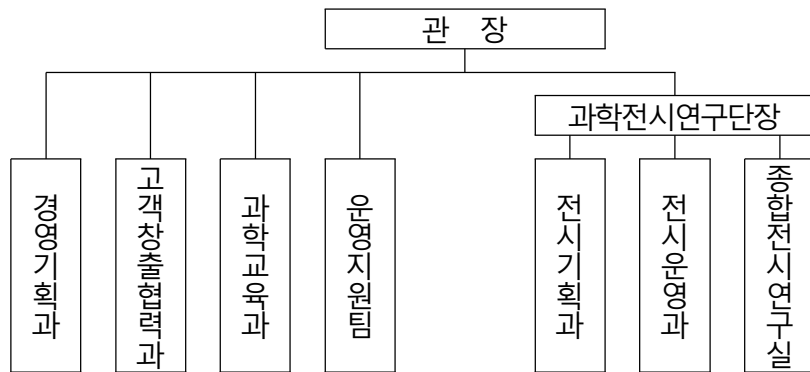 관 장
과학전시연구단장
경영기획과
고객창출협력과
과학교육과
운영지원팀
전시기획과
전시운영과
종합전시연구실